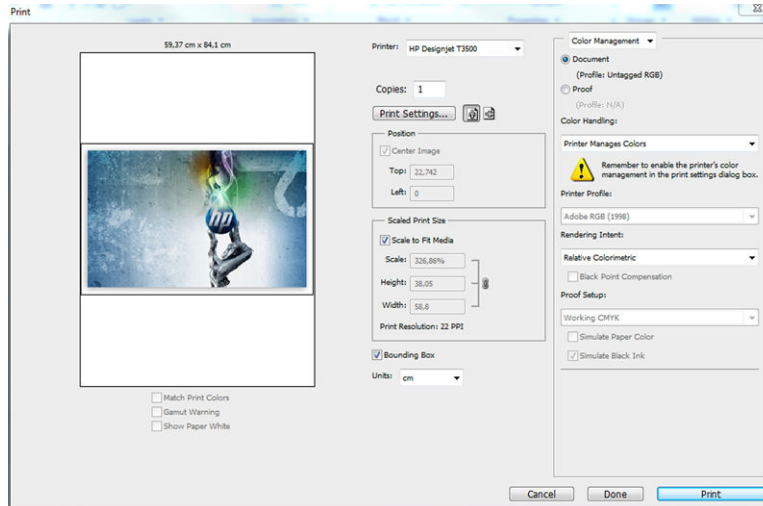 Print
59,37 cm x 84,1 cm
hp
Match Print Colors
Gamut Warning
Show Paper White
Printer: HP Designjet T3500
Copies: 1
Print Settings...
Position
Center Image
Top: 22,742
Left: 0
Scaled Print Size
Scale to Fit Media
Scale: 326,86%
Height: 38,05
Width: 58,8
Print Resolution: 22 PPI
Bounding Box
Units: cm
Color Management
Document
(Profile: Untagged RGB)
Proof
(Profile: N/A)
Color Handling:
Printer Manages Colors
Remember to enable the printer's color
management in the print settings dialog box.
Printer Profile:
Adobe RGB (1998)
Rendering Intent:
Relative Colorimetric
Black Point Compensation
Proof Setup:
Working CMYK
Simulate Paper Color
Simulate Black Ink
Cancel
Done
Print